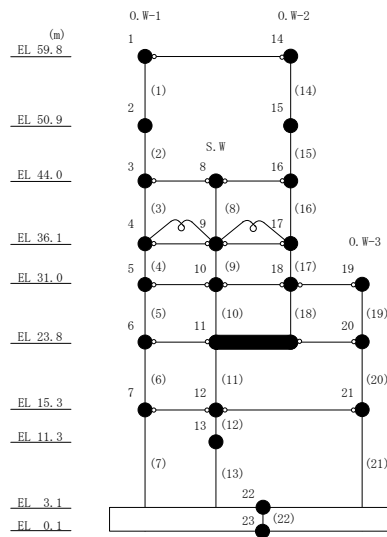 O.W-1 O.W-2
(m)
EL 59.8 1 14
(1) (14)
EL 50.9 2 15
(2) S.W (15)
EL 44.0 3 8 16
(3) (8) (16)
EL 36.1 4 9 17
O.W-3
(4) (9) (17)
EL 31.0 5 10 18 19
(5) (10) (18) (19)
EL 23.8 6 11 20
(6) (11) (20)
EL 15.3 7 12 21
(12)
EL 11.3 13
(7) (13) (21)
EL 3.1 22
(22)
EL 0.1 23